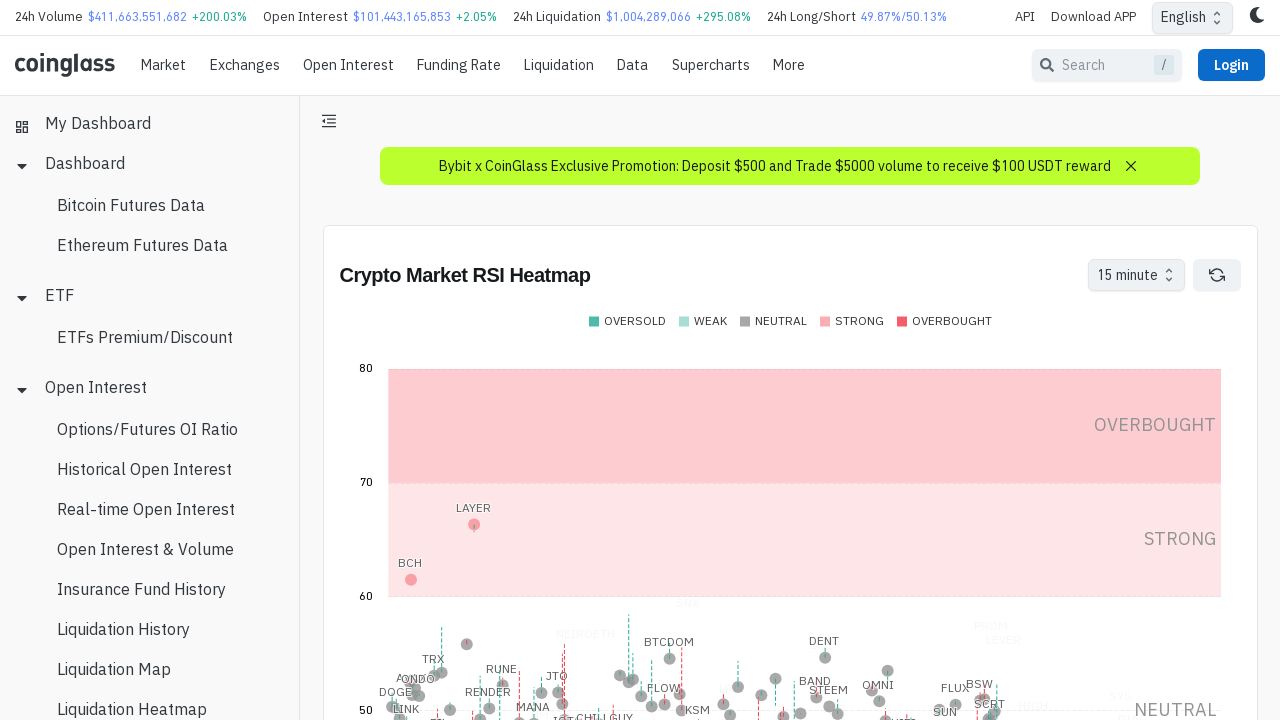 24h Volume $411,663,551,682 +200.03% Open Interest $101,443,165,853 +2.05% 24h Liquidation $1,004,289,066 +295.08% 24h Long/Short 49.87%/50.13% API Download APP English
coinglass Market Exchanges Open Interest Funding Rate Liquidation Data Supercharts More Search / Login
My Dashboard
Dashboard
Bitcoin Futures Data
Ethereum Futures Data
ETF
ETFs Premium/Discount
Open Interest
Options/Futures OI Ratio
Historical Open Interest
Real-time Open Interest
Open Interest & Volume
Insurance Fund History
Liquidation History
Liquidation Map
Liquidation Heatmap
Bybit x CoinGlass Exclusive Promotion: Deposit $500 and Trade $5000 volume to receive $100 USDT reward
Crypto Market RSI Heatmap 15 minute
OVERSOLD WEAK NEUTRAL STRONG OVERBOUGHT
80
OVERBOUGHT
70
LAYER
STRONG
BCH
60
PROM
LEVER
BTCDOM DENT
TRX
RUNE
JTO
ONDO
BAND
OMNI
BSW
DOGE RENDER FLOW STEEM FLUX
LINK MANA KSM SUN SCRT
50 NEUTRAL
CHILLGUY